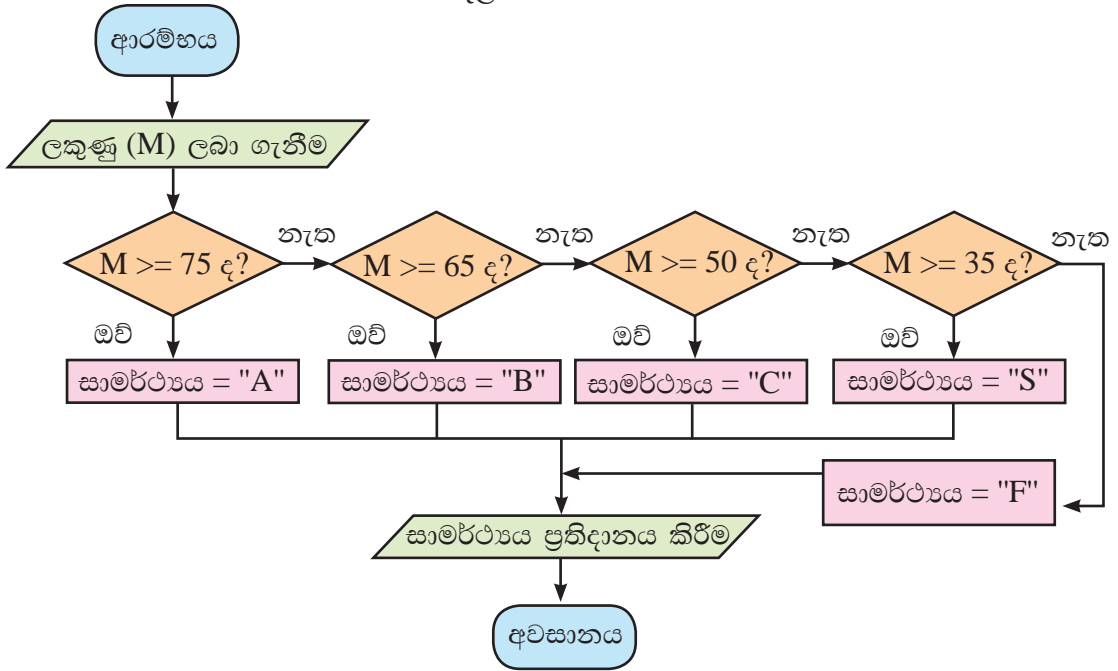 ආරම්භය
ලකුණු (M) ලබා ගැනීම
M >= 75 ද?
නැත
M >= 65 ද?
නැත
M >= 50 ද?
නැත
M >= 35 ද?
නැත
ඔව්
ඔව්
ඔව්
ඔව්
සාමර්ථ්‍යය = "A"
සාමර්ථ්‍යය = "B"
සාමර්ථ්‍යය = "C"
සාමර්ථ්‍යය = "S"
සාමර්ථ්‍යය = "F"
සාමර්ථ්‍යය ප්‍රතිදානය කිරීම
අවසානය